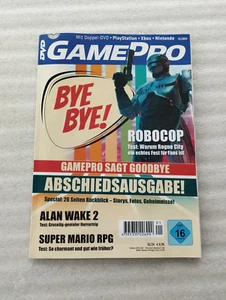 Mit Doppel-DVD • PlayStation • Xbox • Nintendo
DVD
GAMEPRO
BYE
BYE!
ROBOCOP
Test: Warum Rogue City
ein echtes Fest für Fans ist
GAMEPRO SAGT GOODBYE
ABSCHIEDSAUSGABE!
Special: 26 Seiten Rückblick – Storys, Fotos, Geheimnisse!
ALAN WAKE 2
Test: Gruselig-genialer Horrortrip
SUPER MARIO RPG
Test: So charmant und gut wie früher?
16